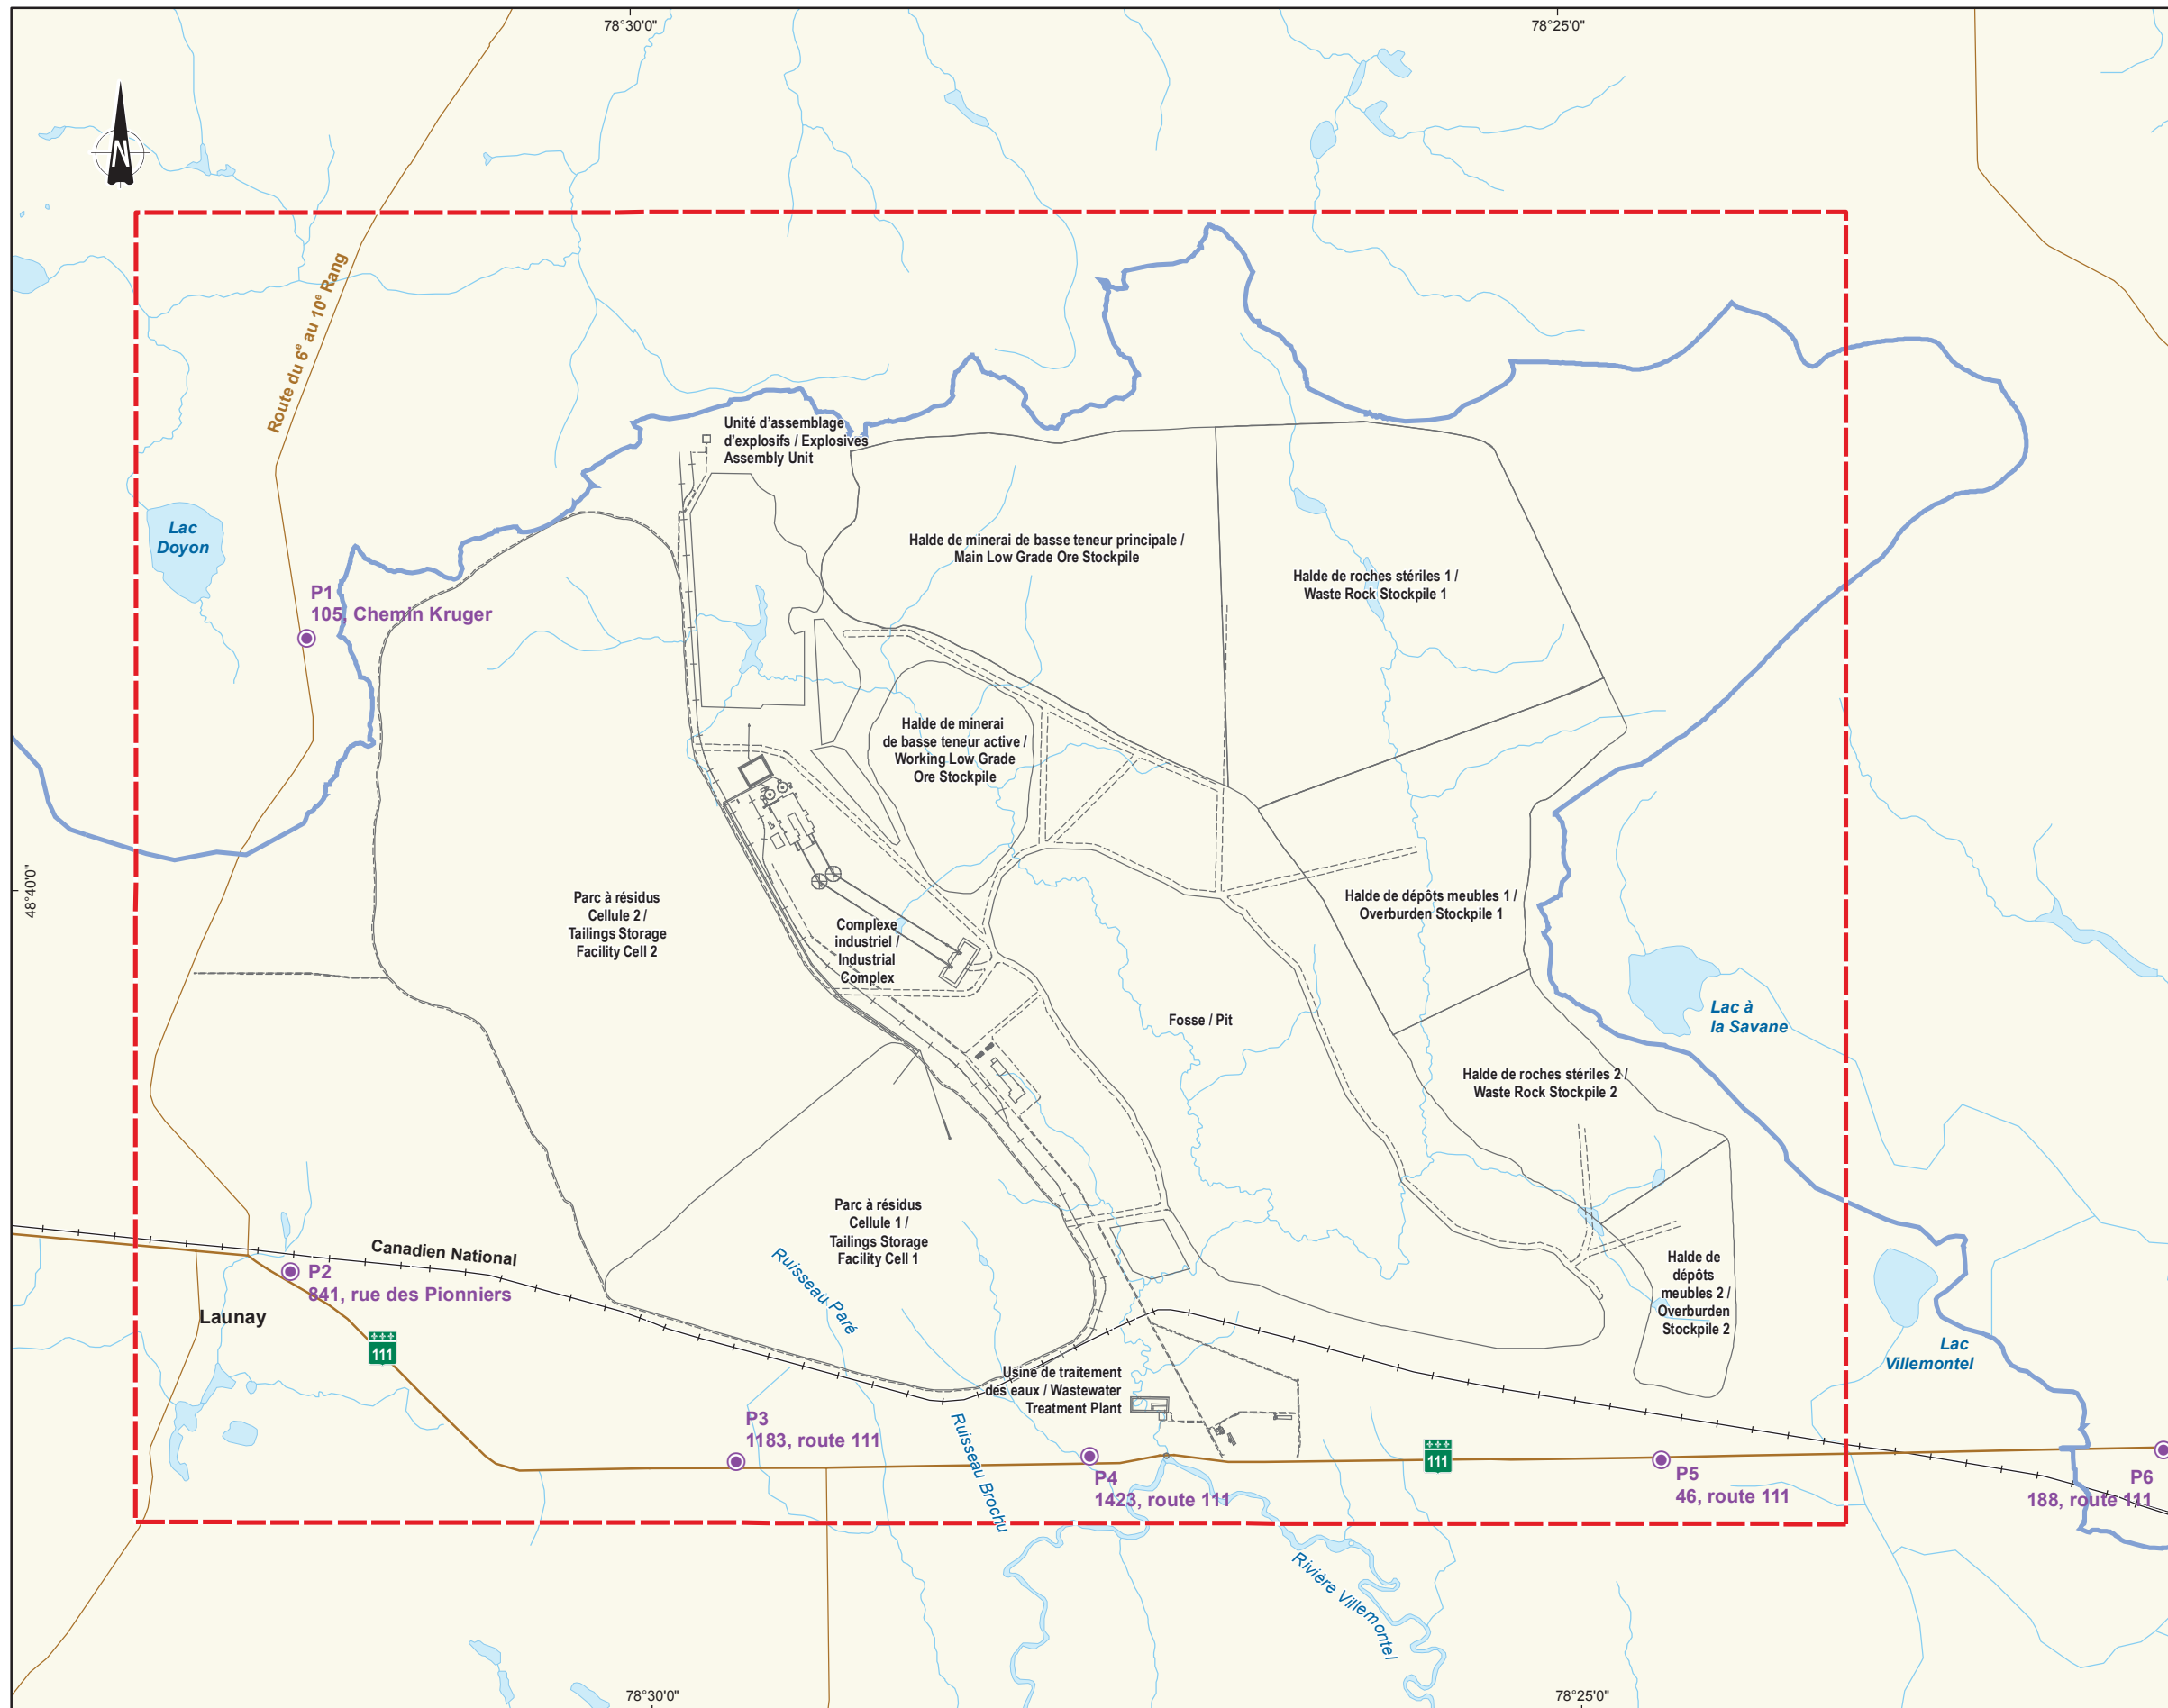 78°30'0"
78°25'0"
N
Route du 6e au 10e Rang
Unité d'assemblage
d'explosifs / Explosives
Assembly Unit
Lac
Doyon
Halde de minerai de basse teneur principale /
Main Low Grade Ore Stockpile
Halde de roches stériles 1 /
Waste Rock Stockpile 1
P1
105, Chemin Kruger
Halde de minerai
de basse teneur active /
Working Low Grade
Ore Stockpile
48°40'0"
Parc à résidus
Cellule 2 /
Tailings Storage
Facility Cell 2
Complexe
industriel /
Industrial
Complex
Halde de dépôts meubles 1 /
Overburden Stockpile 1
Fosse / Pit
Lac à
la Savane
Halde de roches stériles 2 /
Waste Rock Stockpile 2
Parc à résidus
Cellule 1 /
Tailings Storage
Facility Cell 1
Canadien National
P2
841, rue des Pionniers
Launay
111
Ruisseau Paré
Halde de
dépôts
meubles 2 /
Overburden
Stockpile 2
Lac
Villemontel
Usine de traitement
des eaux / Wastewater
Treatment Plant
P3
1183, route 111
Ruisseau Brochu
P4
1423, route 111
111
P5
46, route 111
P6
188, route 111
Rivière Villemontel
78°30'0"
78°25'0"